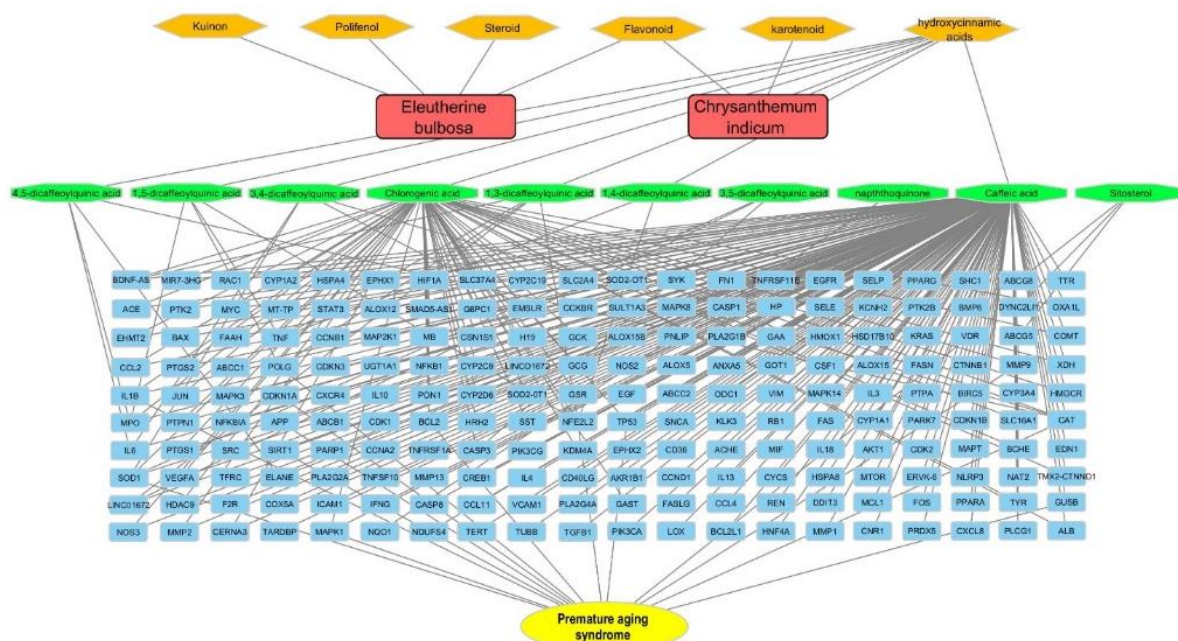 Kuinon Polifenol Steroid Flavonoid karotenoid hydroxycinnamic
acids
Eleutherine
bulbosa
Chrysanthemum
indicum
4,5-dicaffeoylquinic acid 1,5-dicaffeoylquinic acid 3,4-dicaffeoylquinic acid Chlorogenic acid 1,3-dicaffeoylquinic acid 1,4-dicaffeoylquinic acid 3,5-dicaffeoylquinic acid napththoquinone Caffeic acid Sitosterol
BDNF-AS MIR7-3HG RAC1 CYP1A2 HSPA4 EPHX1 HIF1A SLC37A4 CYP2C19 SLC2A4 SOD2-OT1 SYK FN1 TNFRSF11B EGFR SELP PPARG SHC1 ABCG8 TTR
ACE PTK2 MYC MT-TP STAT3 ALOX12 SMAD5-AS1 G6PC1 EMSLR CCKBR SULT1A3 MAPK8 CASP1 HP SELE KCNH2 PTK2B BMP6 DYNC2LI1 OXA1L
EHMT2 BAX FAAH TNF CCNB1 MAP2K1 MB CSN1S1 H19 GCK ALOX15B PNLIP PLA2G1B GAA HMOX1 HSD17B10 KRAS VDR ABCG5 COMT
CCL2 PTGS2 ABCC1 POLG CDKN3 UGT1A1 NFKB1 CYP2C9 LINC01672 GCG NOS2 ALOX5 ANXA5 GOT1 CSF1 ALOX15 FASN CTNNB1 MMP9 XDH
IL1B JUN MAPK3 CDKN1A CXCR4 IL10 PON1 CYP2D6 SOD2-OT1 GSR EGF ABCC2 ODC1 VIM MAPK14 IL3 PTPA BIRC5 CYP3A4 HMGCR
MPO PTPN1 NFKBIA APP ABCB1 CDK1 BCL2 HRH2 SST NFE2L2 TP53 SNCA KLK3 RB1 FAS CYP1A1 PARK7 CDKN1B SLC16A1 CAT
IL6 PTGS1 SRC SIRT1 PARP1 CCNA2 TNFRSF1A CASP3 PIK3CG KDM4A EPHX2 CD36 ACHE MIF IL18 AKT1 CDK2 MAPT BCHE EDN1
SOD1 VEGFA TFRC ELANE PLA2G2A TNFSF10 MMP13 CREB1 IL4 CD40LG AKR1B1 CCND1 IL13 CYCS HSPA8 MTOR ERVK-6 NLRP3 NAT2 TMX2-CTNND1
LINC01672 HDAC9 F2R COX5A ICAM1 IFNG CASP8 CCL11 VCAM1 PLA2G4A GAST FASLG CCL4 REN DDIT3 MCL1 FOS PPARA TYR GUSB
NOS3 MMP2 CERNA3 TARDBP MAPK1 NQO1 NDUFS4 TERT TUBB TGFB1 PIK3CA LOX BCL2L1 HNF4A MMP1 CNR1 PRDX5 CXCL8 PLCG1 ALB
Premature aging
syndrome